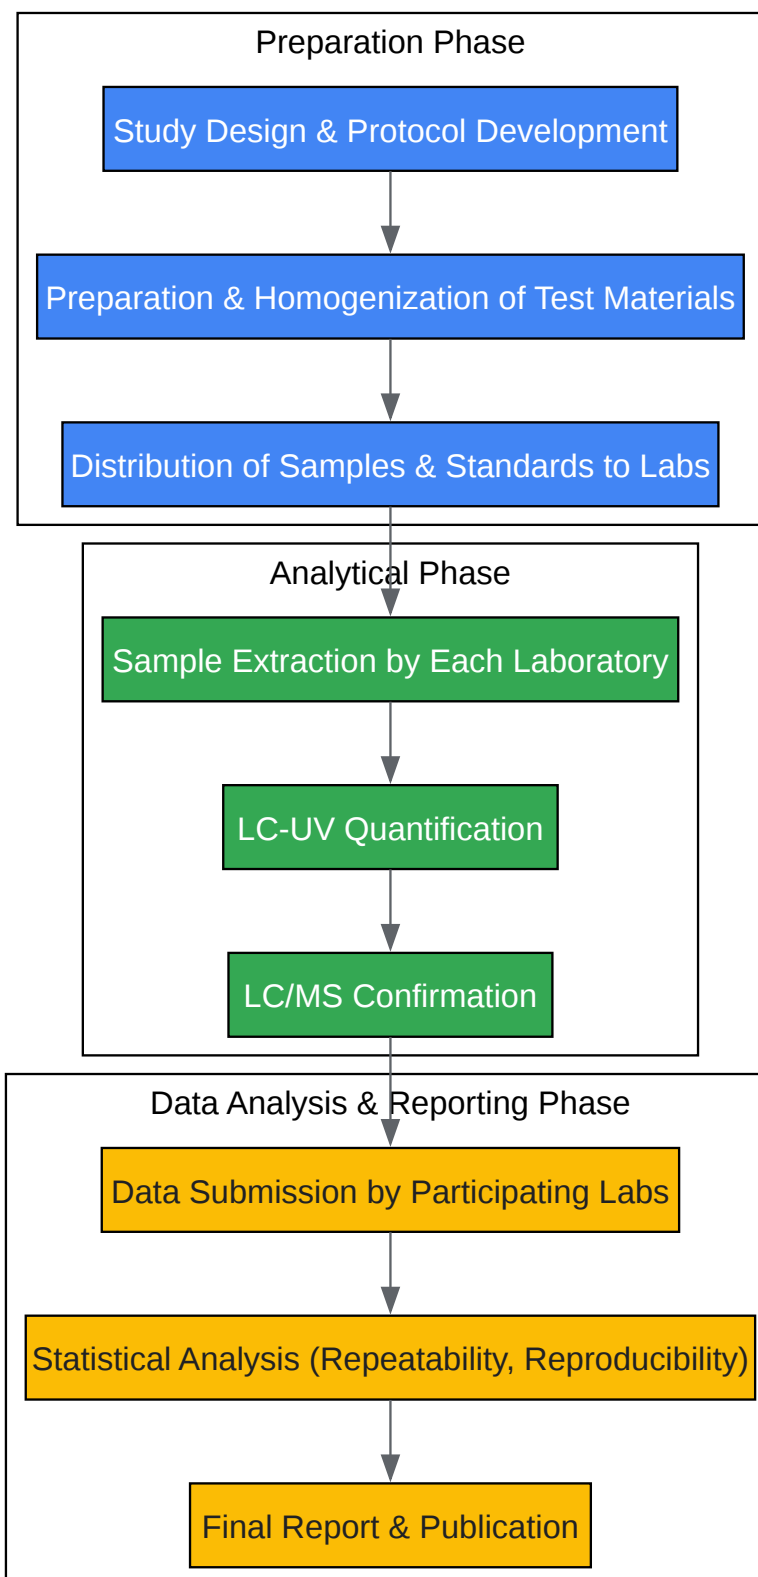 Preparation Phase
Study Design & Protocol Development
Preparation & Homogenization of Test Materials
Distribution of Samples & Standards to Labs
Analytical Phase
Sample Extraction by Each Laboratory
LC-UV Quantification
LC/MS Confirmation
Data Analysis & Reporting Phase
Data Submission by Participating Labs
Statistical Analysis (Repeatability, Reproducibility)
Final Report & Publication